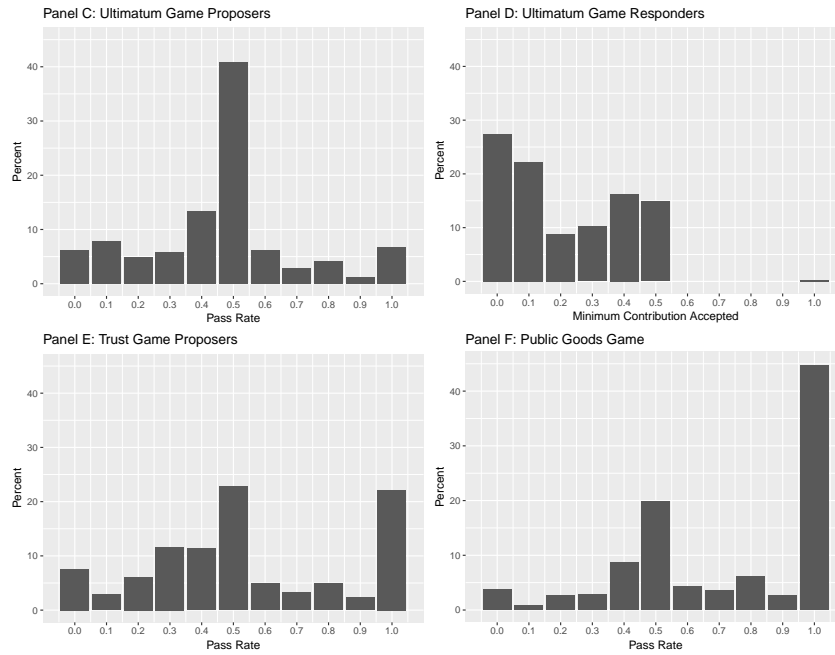 Panel C: Ultimatum Game Proposers
Percent
40
30
20
10
0
0.0 0.1 0.2 0.3 0.4 0.5 0.6 0.7 0.8 0.9 1.0
Pass Rate
Panel D: Ultimatum Game Responders
Percent
40
30
20
10
0
0.0 0.1 0.2 0.3 0.4 0.5 0.6 0.7 0.8 0.9 1.0
Minimum Contribution Accepted
Panel E: Trust Game Proposers
Percent
40
30
20
10
0
0.0 0.1 0.2 0.3 0.4 0.5 0.6 0.7 0.8 0.9 1.0
Pass Rate
Panel F: Public Goods Game
Percent
40
30
20
10
0
0.0 0.1 0.2 0.3 0.4 0.5 0.6 0.7 0.8 0.9 1.0
Pass Rate